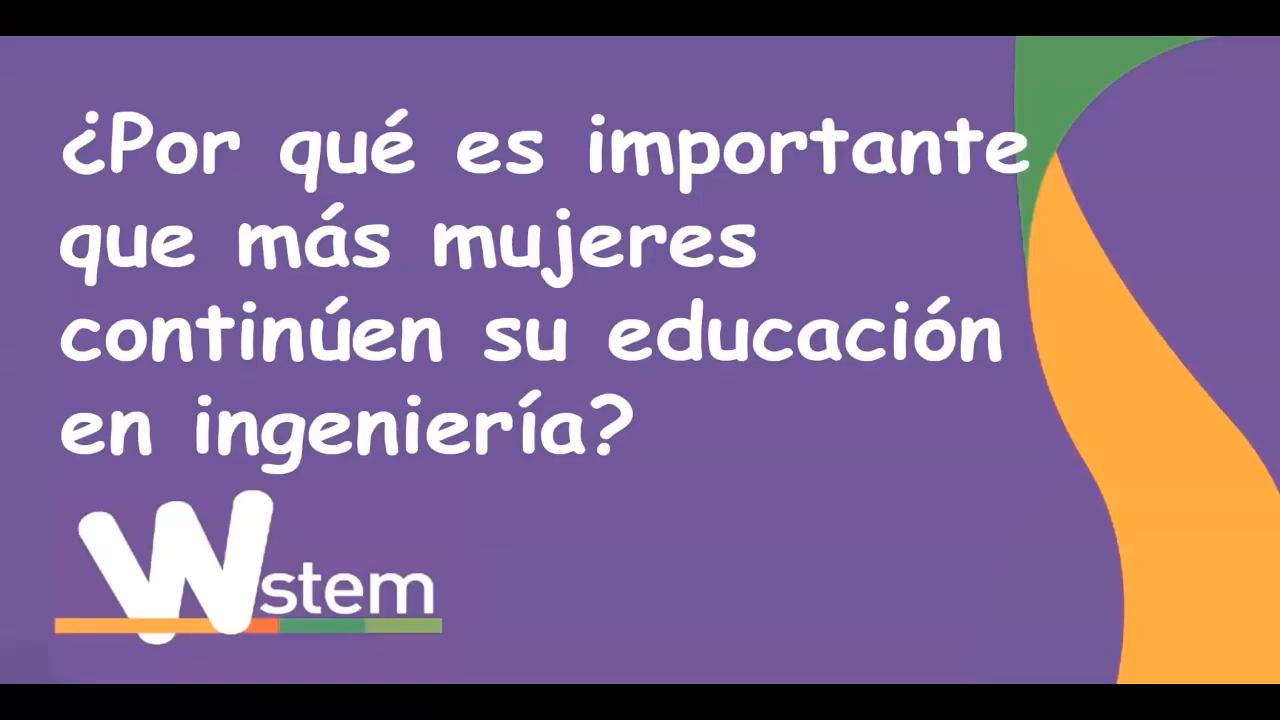 ¿Por qué es importante
que más mujeres
continúen su educación
en ingeniería?
Wstem